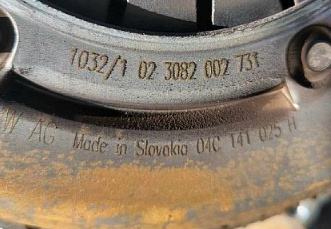 1032/1 02 3082 002 731
W AG Made in Slovakia 04C 141 025 H